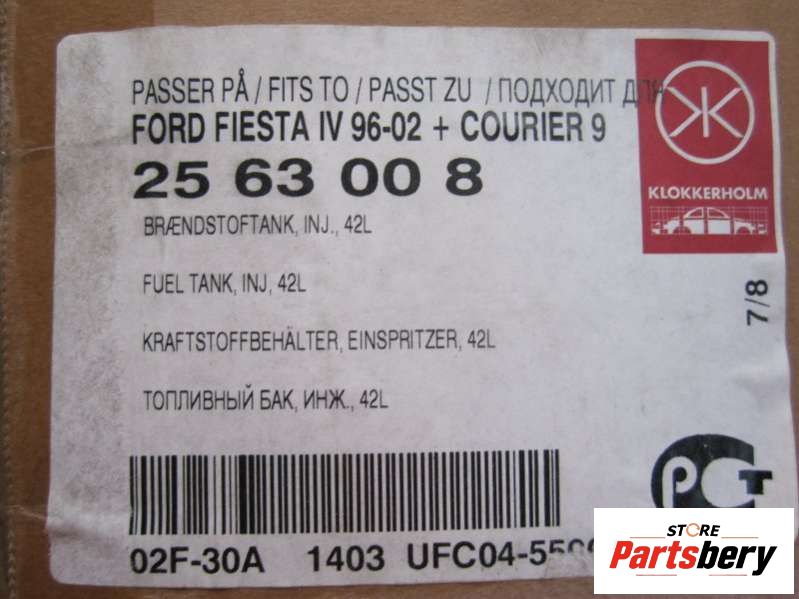 PASSER PÅ / FITS TO / PASST ZU / ПОДХОДИТ ДЛЯ
FORD FIESTA IV 96-02 + COURIER 9
25 63 00 8
KLOKKERHOLM
BRÆNDSTOFTANK, INJ., 42L
FUEL TANK, INJ, 42L
KRAFTSTOFFBEHÄLTER, EINSPRITZER, 42L
ТОПЛИВНЫЙ БАК, ИНЖ., 42L
7/8
РСТ
02F-30A 1403
STORE
Partsbery